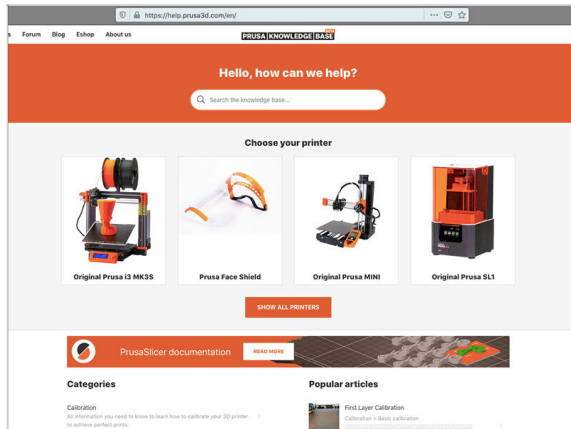 https://help.prusa3d.com/en/
s Forum Blog Eshop About us
PRUSA KNOWLEDGE BASE
Hello, how can we help?
Search the knowledge base...
Choose your printer
Original Prusa i3 MK3S
Prusa Face Shield
Original Prusa MINI
Original Prusa SL1
SHOW ALL PRINTERS
PrusaSlicer documentation
READ MORE
Categories
Calibration
All information you need to know to learn how to calibrate your 3D printer
to achieve perfect prints.
Popular articles
First Layer Calibration
Calibration > Basic calibration